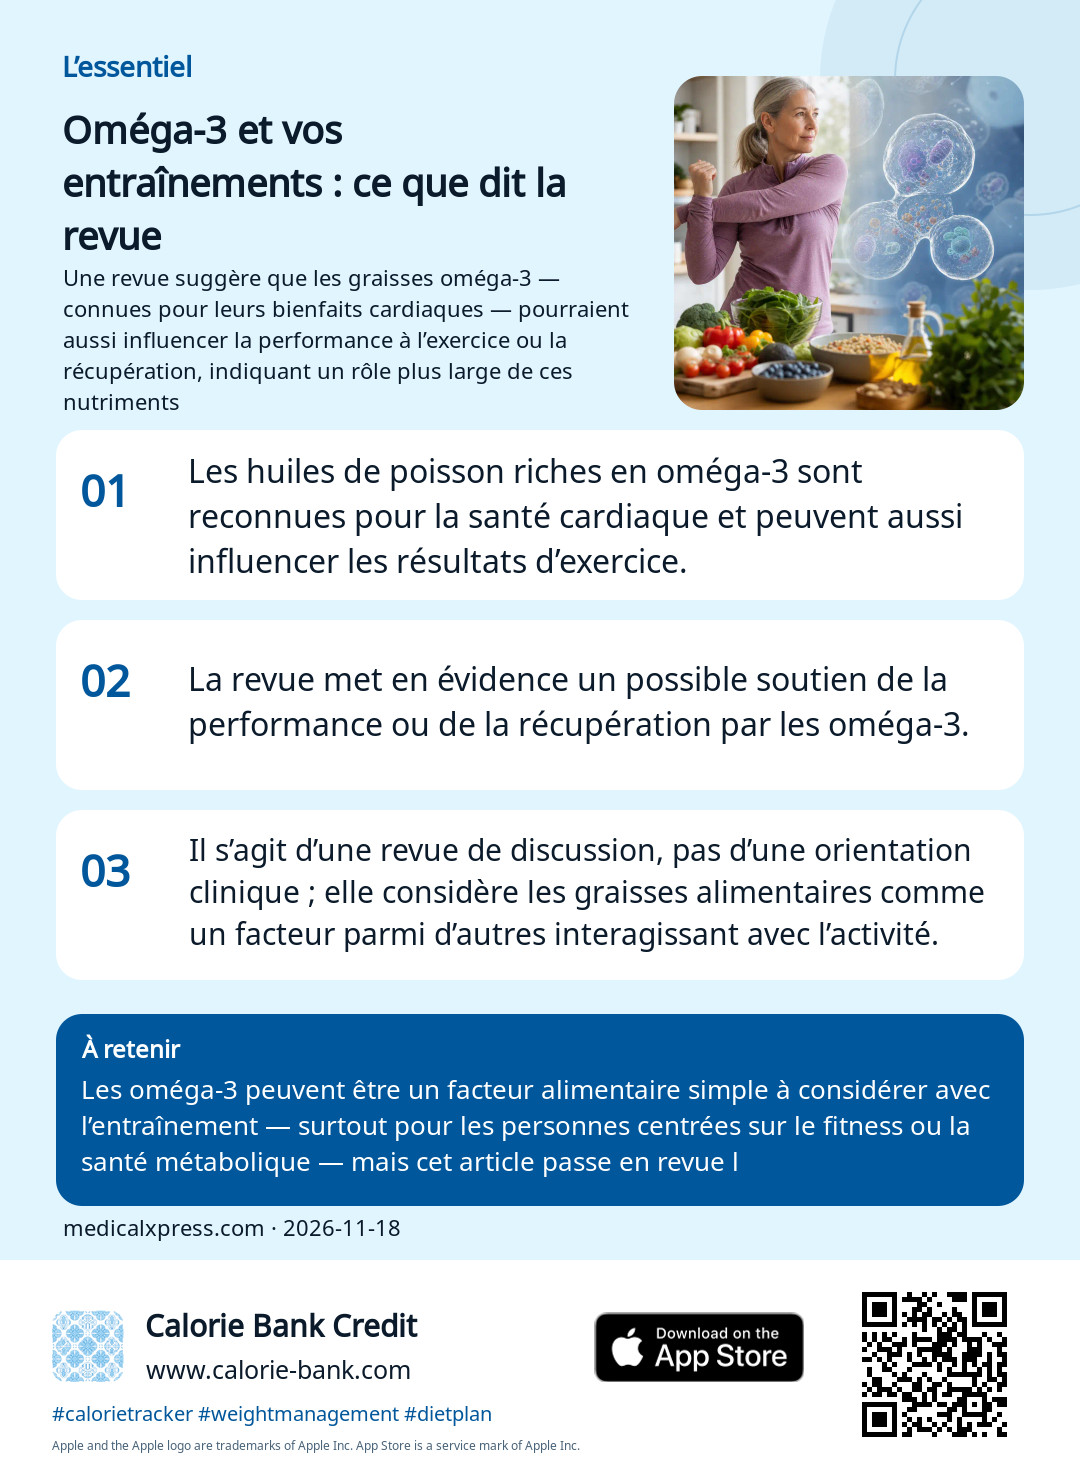 L’essentiel
Oméga-3 et vos
entraînements : ce que dit la
revue
Une revue suggère que les graisses oméga-3 —
connues pour leurs bienfaits cardiaques — pourraient
aussi influencer la performance à l’exercice ou la
récupération, indiquant un rôle plus large de ces
nutriments
01
Les huiles de poisson riches en oméga-3 sont
reconnues pour la santé cardiaque et peuvent aussi
influencer les résultats d’exercice.
02
La revue met en évidence un possible soutien de la
performance ou de la récupération par les oméga-3.
03
Il s’agit d’une revue de discussion, pas d’une orientation
clinique ; elle considère les graisses alimentaires comme
un facteur parmi d’autres interagissant avec l’activité.
À retenir
Les oméga-3 peuvent être un facteur alimentaire simple à considérer avec
l’entraînement — surtout pour les personnes centrées sur le fitness ou la
santé métabolique — mais cet article passe en revue l
medicalxpress.com · 2026-11-18
Calorie Bank Credit
www.calorie-bank.com
Download on the
App Store
#calorietracker #weightmanagement #dietplan
Apple and the Apple logo are trademarks of Apple Inc. App Store is a service mark of Apple Inc.